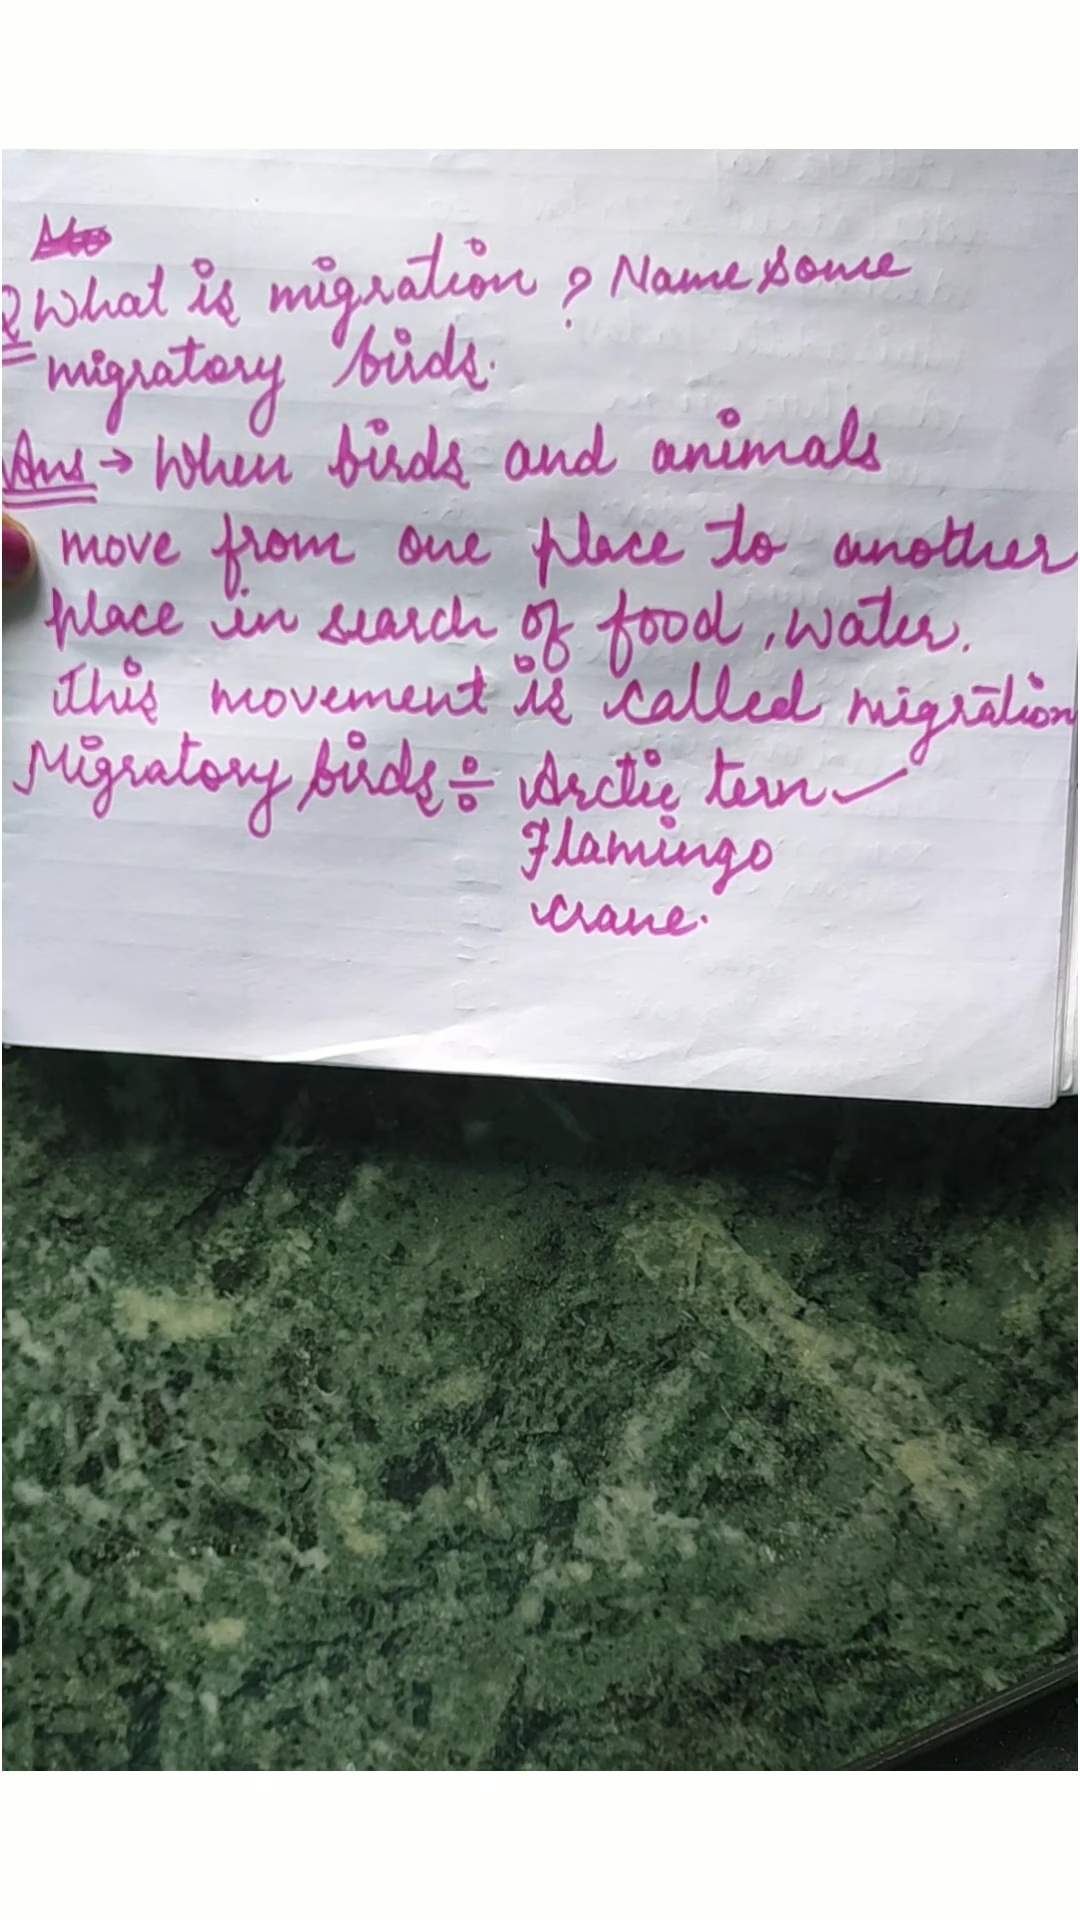 Q What is migration ? Name some
migratory birds.
Ans → When birds and animals
move from one place to another
place in search of food, water.
This movement is called migration
Migratory birds ÷ Arctic tern
Flamingo
crane.